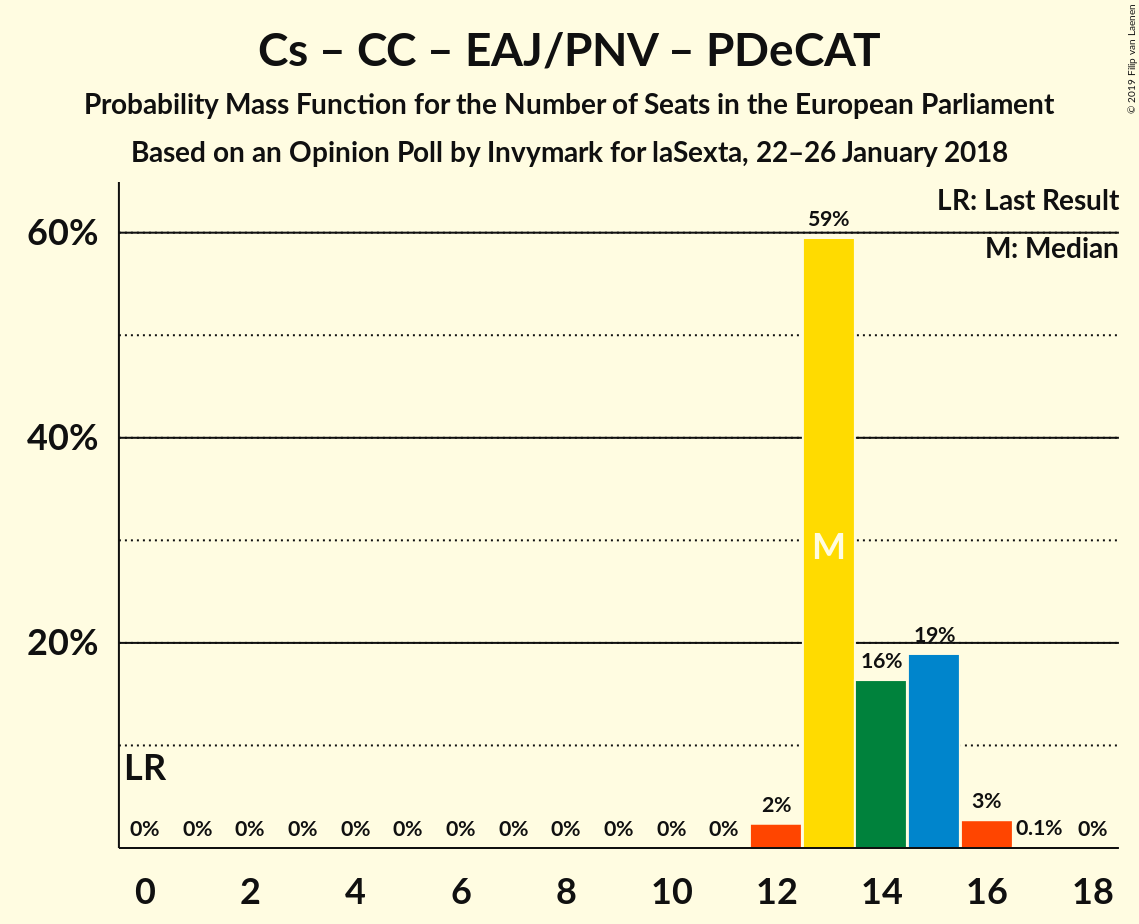 Cs – CC – EAJ/PNV – PDeCAT
Probability Mass Function for the Number of Seats in the European Parliament
Based on an Opinion Poll by Invymark for laSexta, 22–26 January 2018
© 2019 Filip van Laenen
LR: Last Result
M: Median
60%
40%
20%
59%
M
19%
16%
LR
2%
3%
0% 0% 0% 0% 0% 0% 0% 0% 0% 0% 0% 0% 0.1% 0%
0 2 4 6 8 10 12 14 16 18